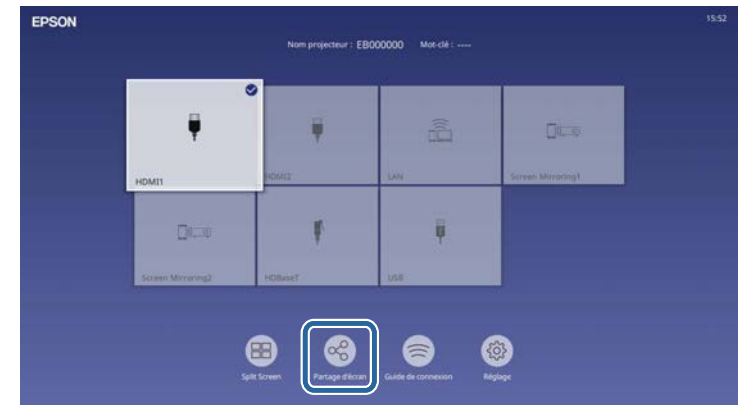 EPSON
15:52
Nom projecteur : EB000000 Mot-clé : ----
HDMI1
HDMI2
LAN
Screen Mirroring1
Screen Mirroring2
HDBaseT
USB
Split Screen
Partage d'écran
Guide de connexion
Réglage